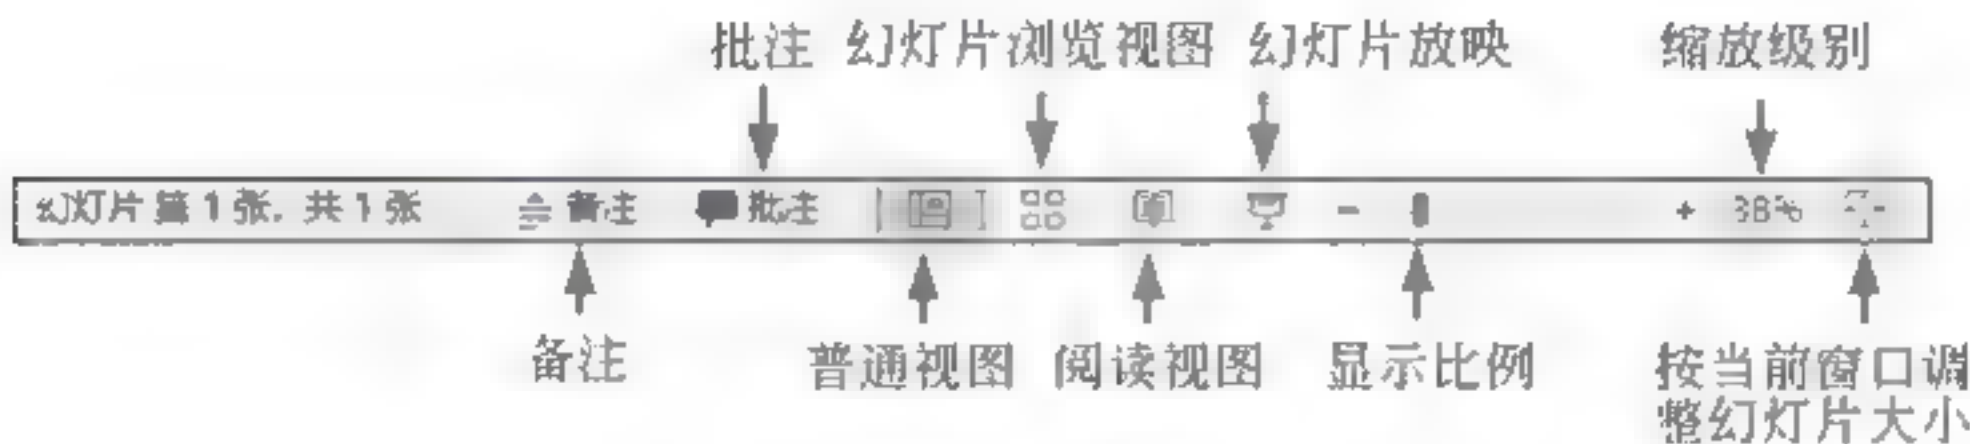 批注 幻灯片浏览视图 幻灯片放映 缩放级别
幻灯片 第 1 张，共 1 张 备注 批注 - + 38%
备注 普通视图 阅读视图 显示比例 按当前窗口调
整幻灯片大小